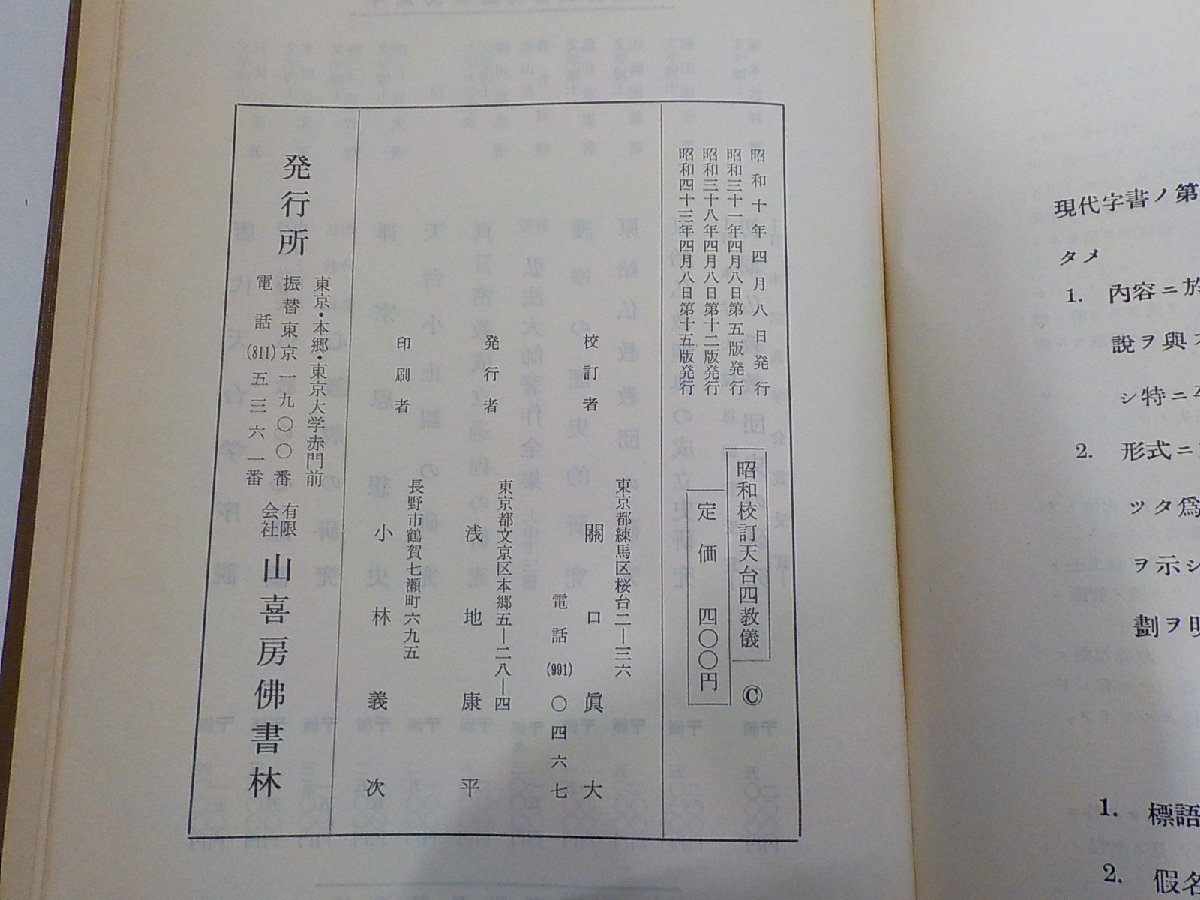 昭和十年四月八日発行
昭和三十一年四月八日第五版発行
昭和三十八年四月八日第十二版発行
昭和四十三年四月八日第十五版発行
昭和校訂天台四教儀 ©
定価 四〇〇円
東京都練馬区桜台二―三六
校訂者 關口眞大
電話(991)〇四六七
東京都文京区本郷五―二八―四
発行者 浅地康平
長野市鶴賀七瀬町六九五
印刷者 小林義次
東京・本郷・東京大学赤門前
発行所 有限会社 山喜房佛書林
振替東京一九〇〇番
電話(811)五三六一番
現代字書ノ第
タメ
1. 内容ニ於
説ヲ與
シ特ニ
2. 形式ニ
ッタ爲
ヲ示シ
劃ヲ明
1. 標語
2. 假名